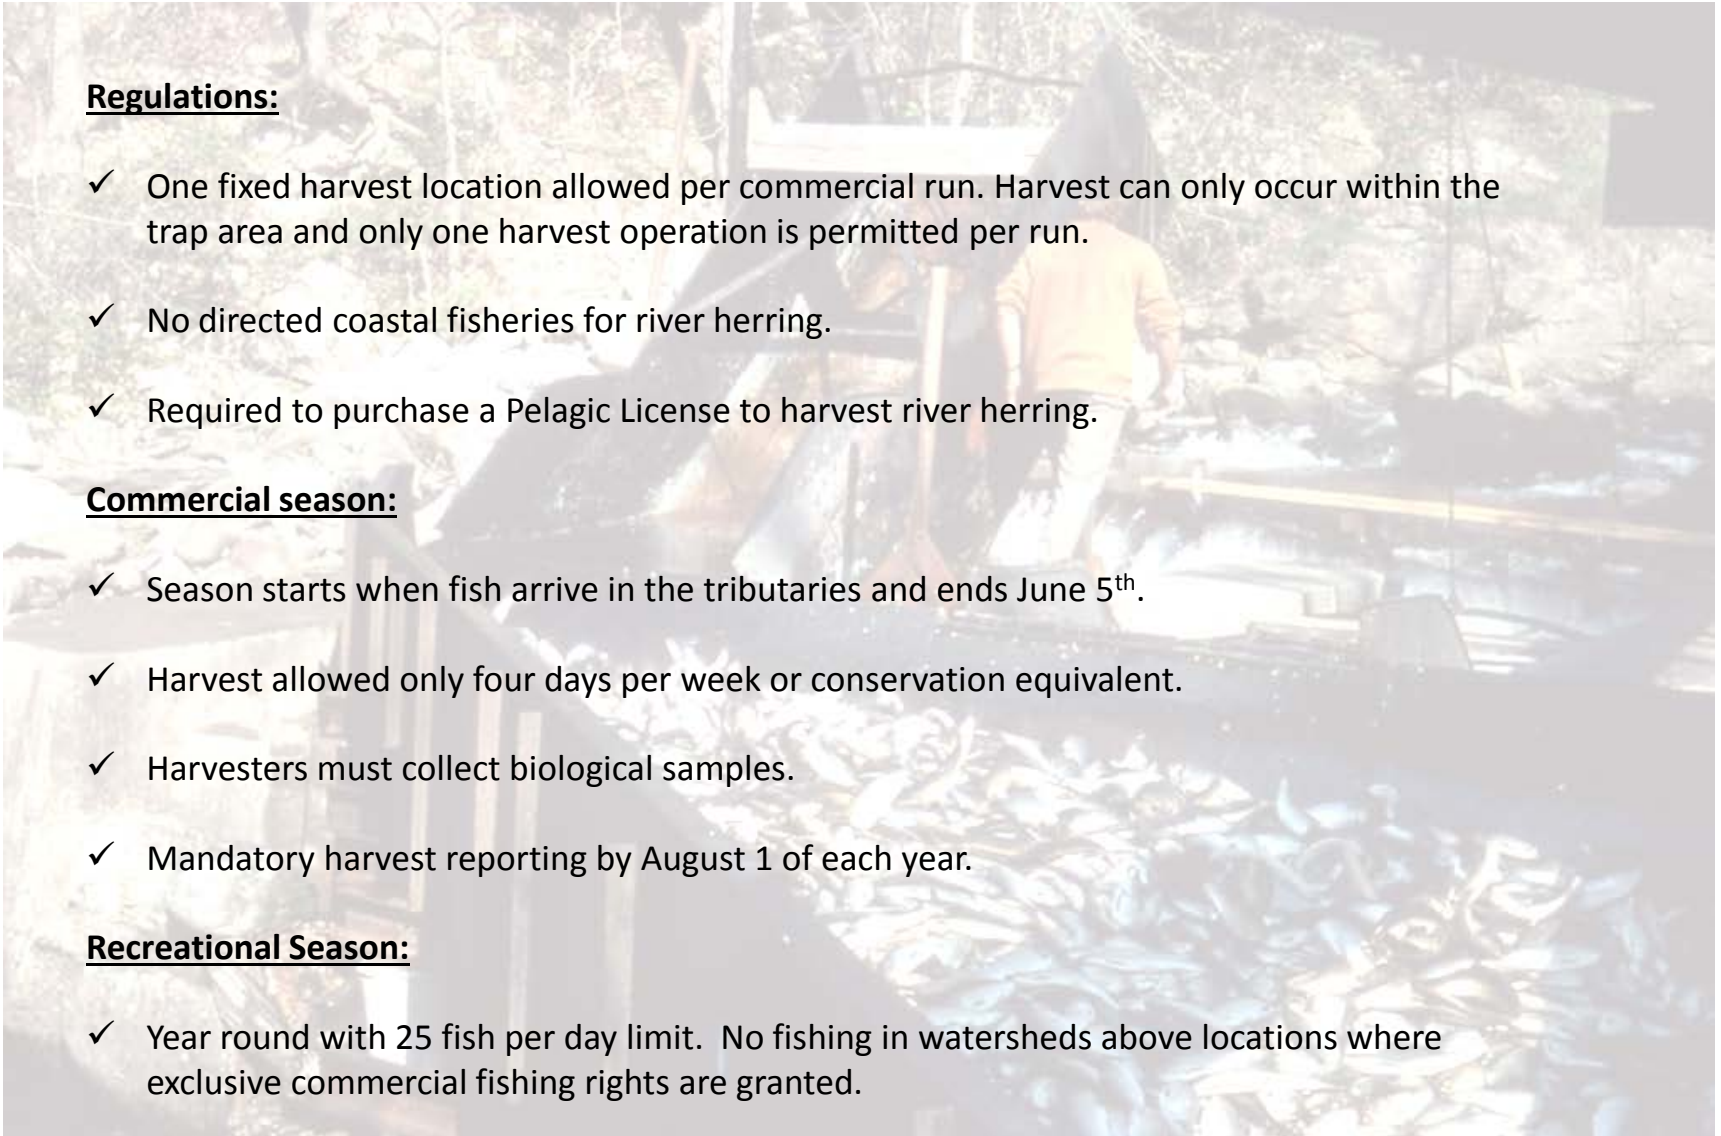 Regulations:
✓ One fixed harvest location allowed per commercial run. Harvest can only occur within the
trap area and only one harvest operation is permitted per run.
✓ No directed coastal fisheries for river herring.
✓ Required to purchase a Pelagic License to harvest river herring.
Commercial season:
✓ Season starts when fish arrive in the tributaries and ends June 5th.
✓ Harvest allowed only four days per week or conservation equivalent.
✓ Harvesters must collect biological samples.
✓ Mandatory harvest reporting by August 1 of each year.
Recreational Season:
✓ Year round with 25 fish per day limit.  No fishing in watersheds above locations where
exclusive commercial fishing rights are granted.